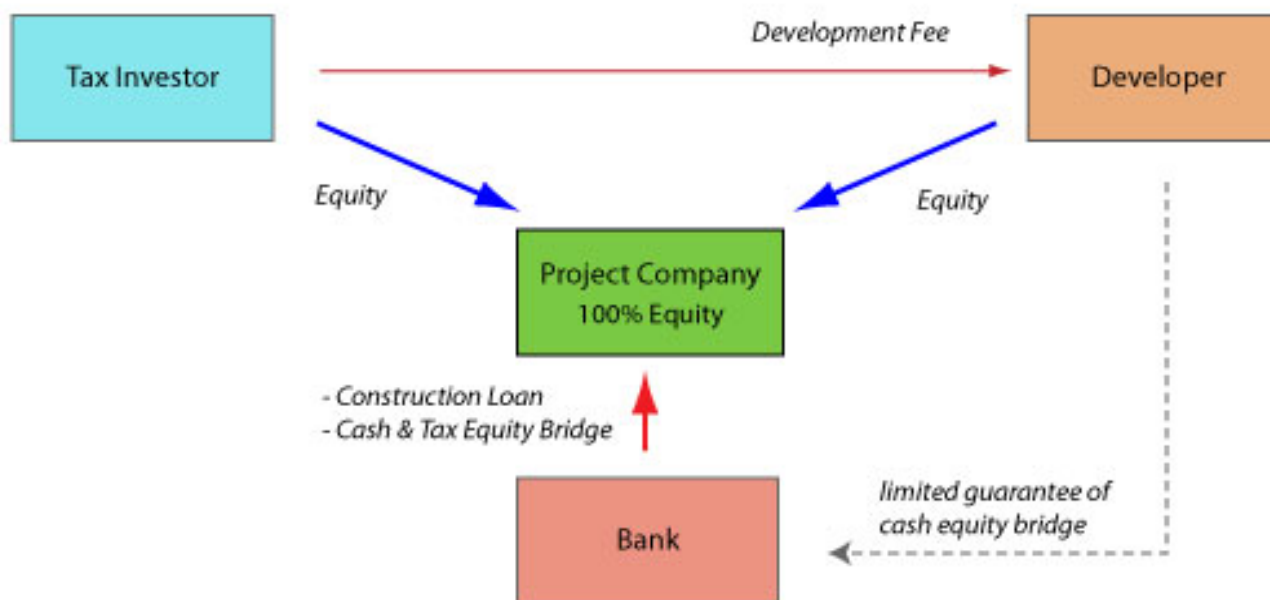 Development Fee
Tax Investor
Developer
Equity
Equity
Project Company
100% Equity
- Construction Loan
- Cash & Tax Equity Bridge
limited guarantee of
cash equity bridge
Bank